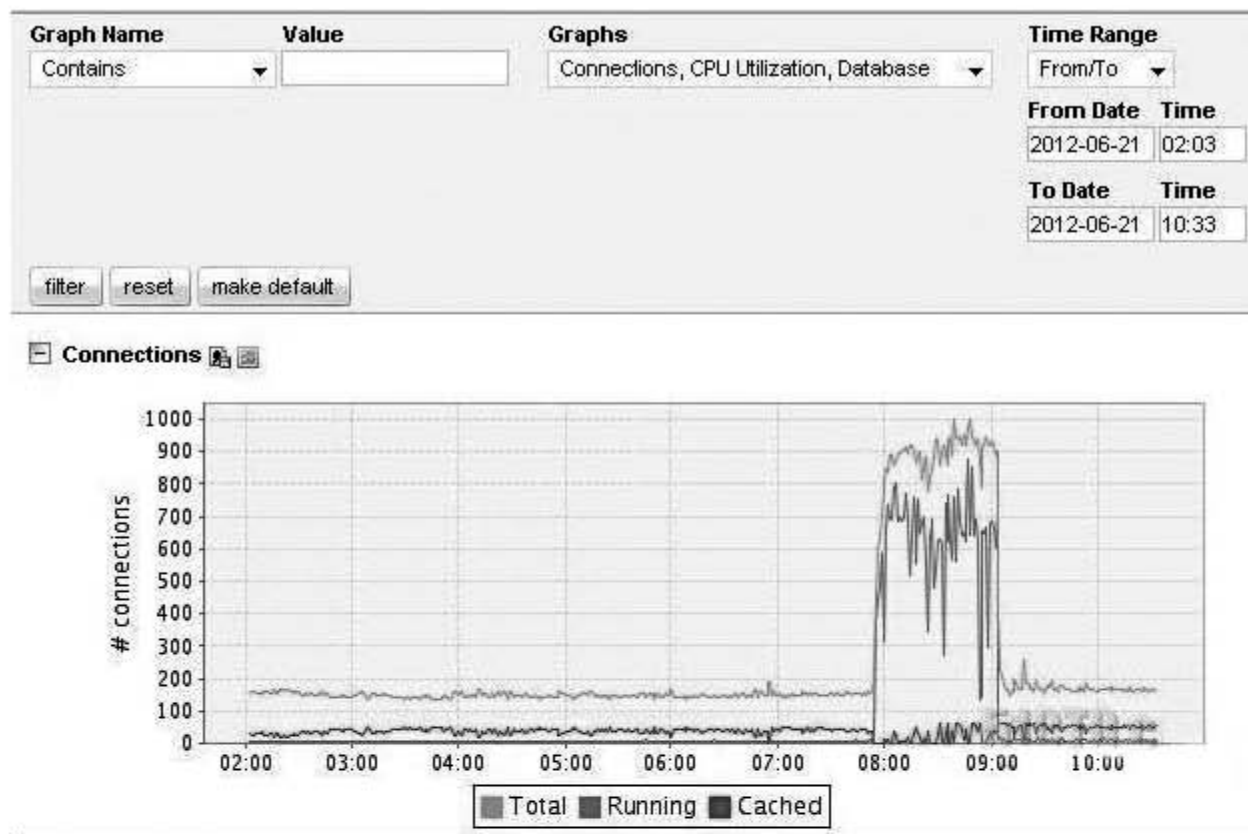 Graph Name Value Graphs Time Range
Contains Connections, CPU Utilization, Database From/To
From Date Time
2012-06-21 02:03
To Date Time
2012-06-21 10:33
filter reset make default
Connections
1000
900
800
700
600
500
400
300
200
100
0
# connections
02:00 03:00 04:00 05:00 06:00 07:00 08:00 09:00 10:00
Total Running Cached